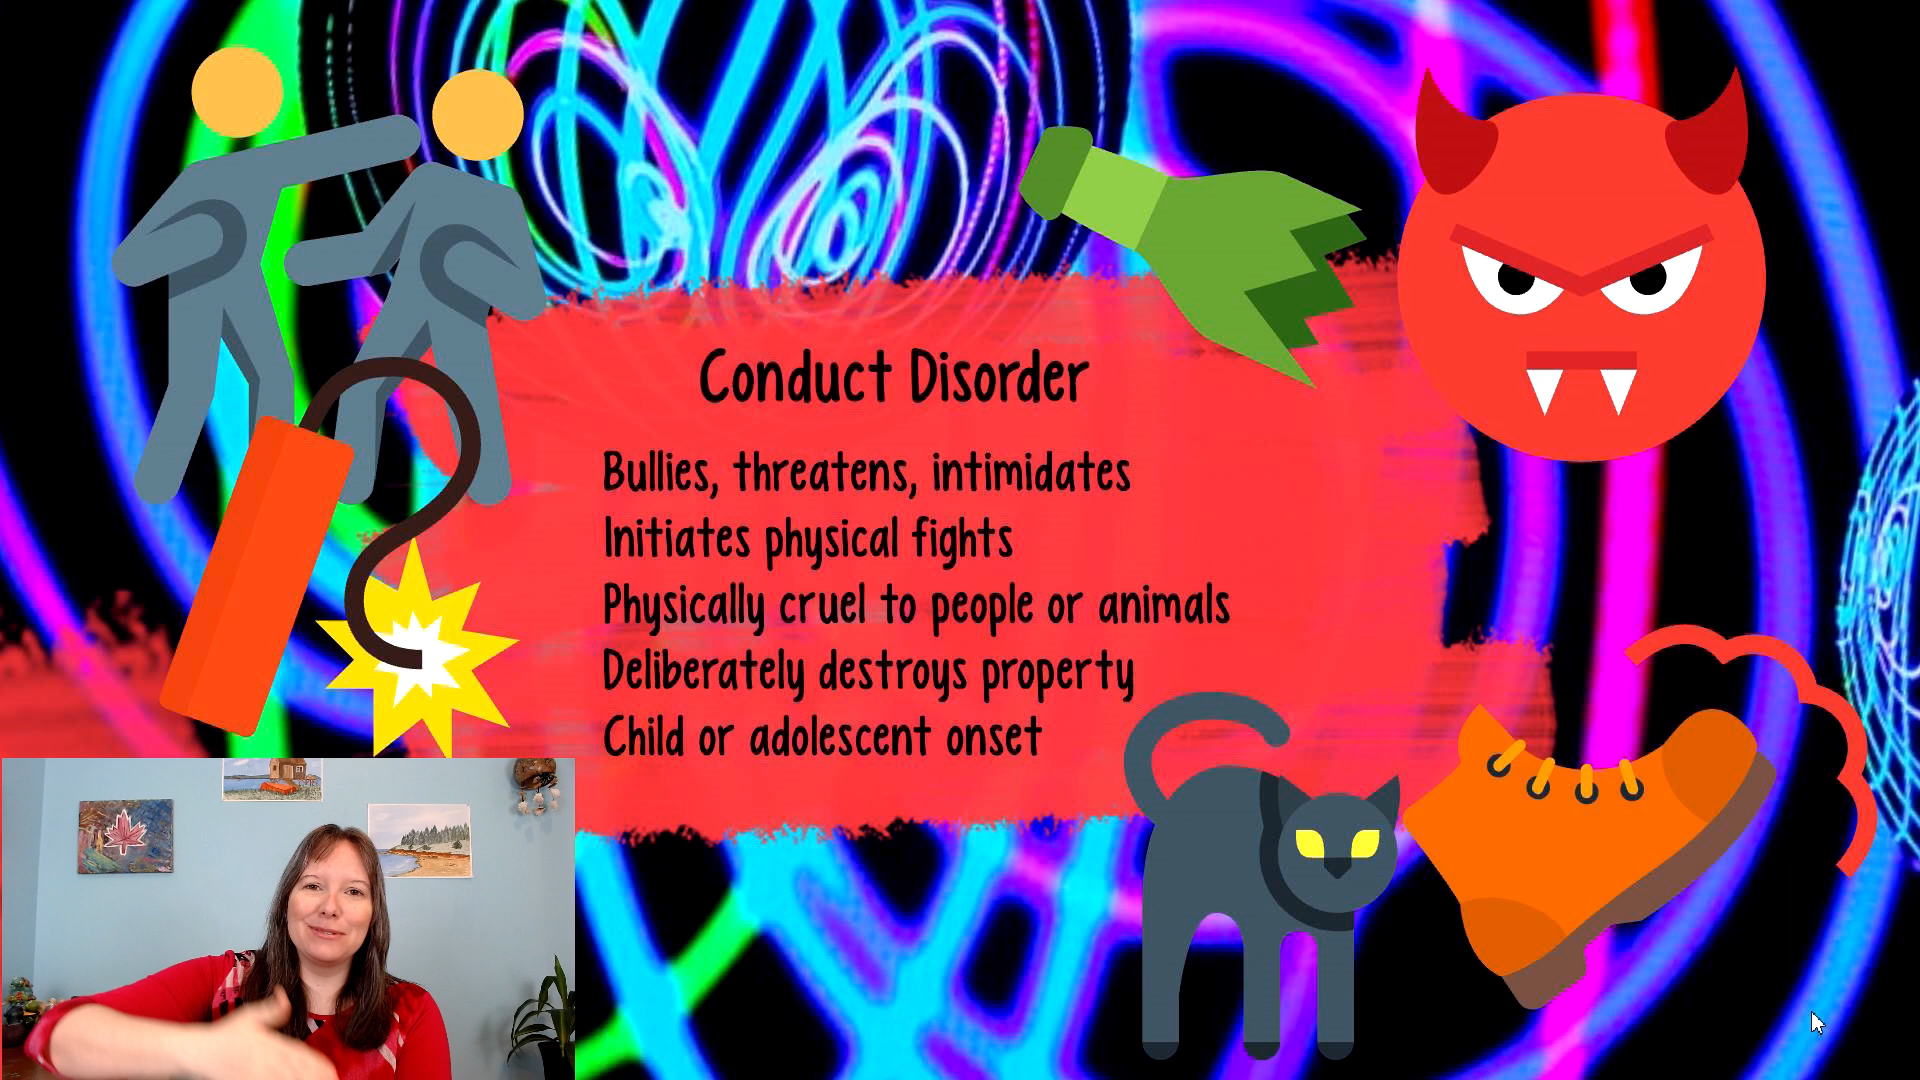 Conduct Disorder
Bullies, threatens, intimidates
Initiates physical fights
Physically cruel to people or animals
Deliberately destroys property
Child or adolescent onset